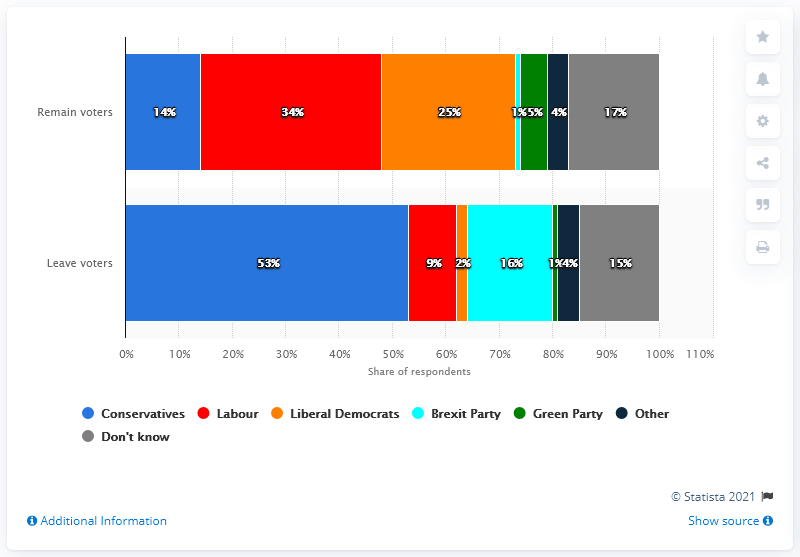 Remain voters
14% 34% 25% 1% 5% 4% 17%
Leave voters
53% 9% 2% 16% 1% 4% 15%
0% 10% 20% 30% 40% 50% 60% 70% 80% 90% 100% 110%
Share of respondents
Conservatives Labour Liberal Democrats Brexit Party Green Party Other
Don't know
© Statista 2021
Additional Information Show source